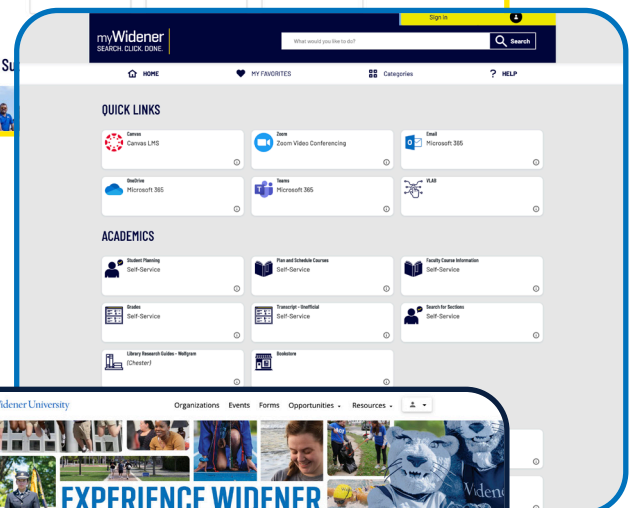 Sign in
myWidener
SEARCH. CLICK. DONE.
What would you like to do?
Search
HOME
MY FAVORITES
Categories
? HELP
QUICK LINKS
Canvas
Canvas LMS
Zoom
Zoom Video Conferencing
Email
Microsoft 365
OneDrive
Microsoft 365
Teams
Microsoft 365
VLAB
ACADEMICS
Student Planning
Self-Service
Plan and Schedule Courses
Self-Service
Faculty Course Information
Self-Service
Grades
Self-Service
Transcript - Unofficial
Self-Service
Search for Sections
Self-Service
Library Research Guides - Wolfgram
(Chester)
Bookstore
Widener University
Organizations Events Forms Opportunities Resources
EXPERIENCE WIDENER